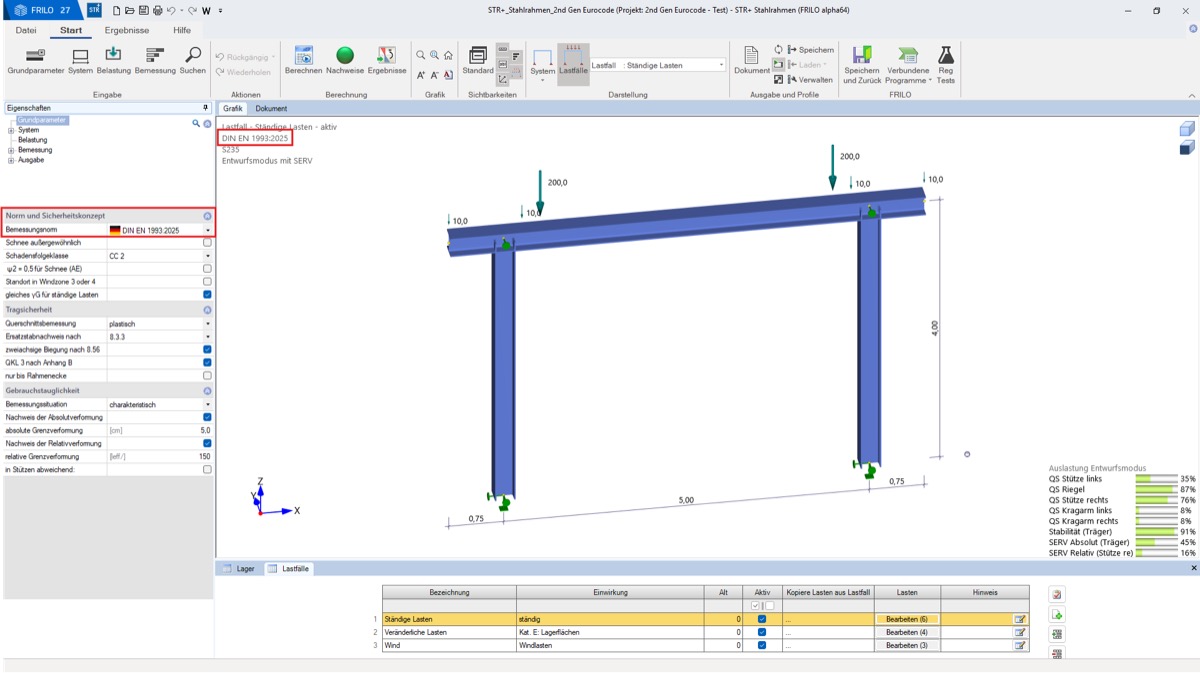 FRILO 27
STR+_Stahlrahmen_2nd Gen Eurocode (Projekt: 2nd Gen Eurocode - Test) - STR+ Stahlrahmen (FRILO alpha64)
Datei Start Ergebnisse Hilfe
Grundparameter System Belastung Bemessung Suchen
Eingabe
Rückgängig
Wiederholen
Aktionen
Berechnen Nachweise Ergebnisse
Berechnung
Grafik
Standard
Sichtbarkeiten
System Lastfälle
Lastfall : Ständige Lasten
Darstellung
Dokument
Speichern
Laden
Verwalten
Ausgabe und Profile
Speichern und Zurück
Verbundene Programme
Reg Tests
FRILO
Eigenschaften
Grundparameter
System
Belastung
Bemessung
Ausgabe
Norm und Sicherheitskonzept
Bemessungsnorm DIN EN 1993:2025
Schnee außergewöhnlich
Schadensfolgeklasse CC 2
ψ2 = 0,5 für Schnee (AE)
Standort in Windzone 3 oder 4
gleiches γG für ständige Lasten
Tragsicherheit
Querschnittsbemessung plastisch
Ersatzstabnachweis nach 8.3.3
zweiachsige Biegung nach 8.56
QKL 3 nach Anhang B
nur bis Rahmenecke
Gebrauchstauglichkeit
Bemessungssituation charakteristisch
Nachweis der Absolutverformung
absolute Grenzverformung [cm] 5,0
Nachweis der Relativverformung
relative Grenzverformung [leff/] 150
in Stützen abweichend:
Grafik Dokument
Lastfall - Ständige Lasten - aktiv
DIN EN 1993:2025
S235
Entwurfsmodus mit SERV
200,0
200,0
10,0
10,0
10,0
10,0
4,00
0,75
5,00
0,75
Z
Y
X
Auslastung Entwurfsmodus
QS Stütze links 35%
QS Riegel 87%
QS Stütze rechts 76%
QS Kragarm links 8%
QS Kragarm rechts 8%
Stabilität (Träger) 91%
SERV Absolut (Träger) 45%
SERV Relativ (Stütze re) 16%
Lager Lastfälle
Bezeichnung Einwirkung Alt Aktiv Kopiere Lasten aus Lastfall Lasten Hinweis
1 Ständige Lasten ständig 0 ... Bearbeiten (6)
2 Veränderliche Lasten Kat. E: Lagerflächen 0 ... Bearbeiten (4)
3 Wind Windlasten 0 ... Bearbeiten (3)